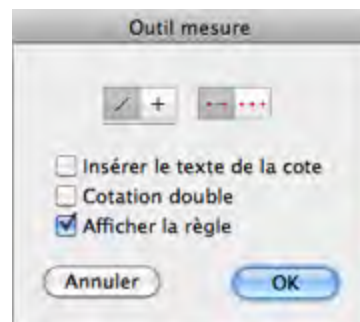 Outil mesure
Insérer le texte de la cote
Cotation double
Afficher la règle
Annuler
OK